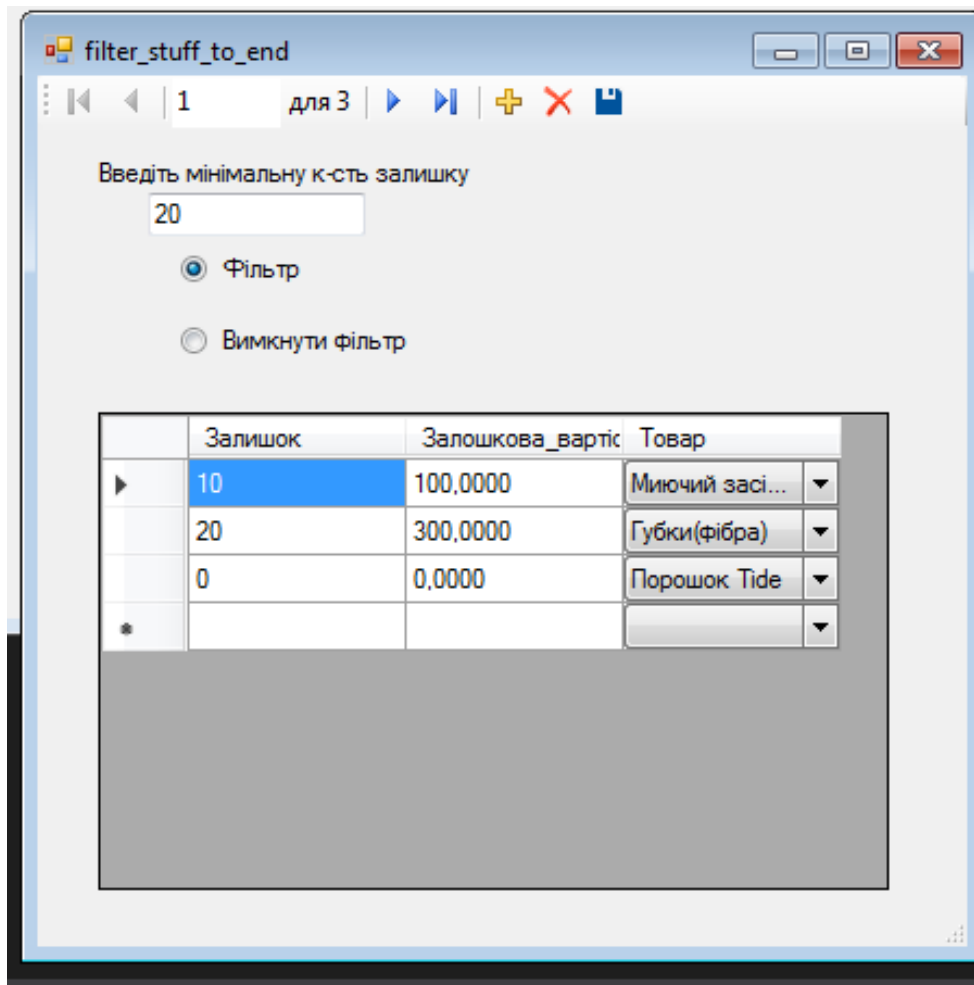 filter_stuff_to_end
1 для 3
Введіть мінімальну к-сть залишку
20
Фільтр
Вимкнути фільтр
Залишок Залошкова_вартіс Товар
10 100,0000 Миючий засі...
20 300,0000 Губки(фібра)
0 0,0000 Порошок Tide